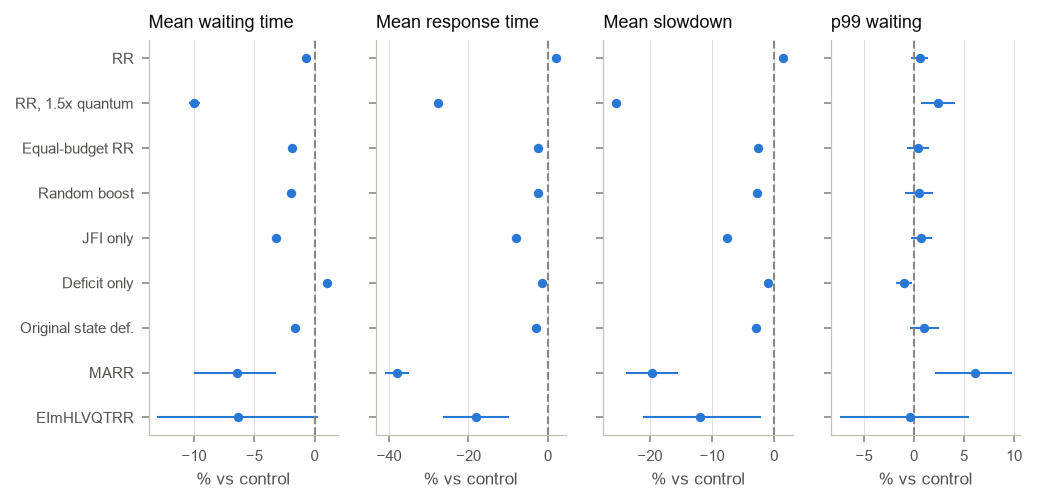 Mean waiting time
Mean response time
Mean slowdown
p99 waiting
RR
RR, 1.5x quantum
Equal-budget RR
Random boost
JFI only
Deficit only
Original state def.
MARR
EImHLVQTRR
−10 −5 0
−40 −20 0
−20 −10 0
−5 0 5 10
% vs control
% vs control
% vs control
% vs control